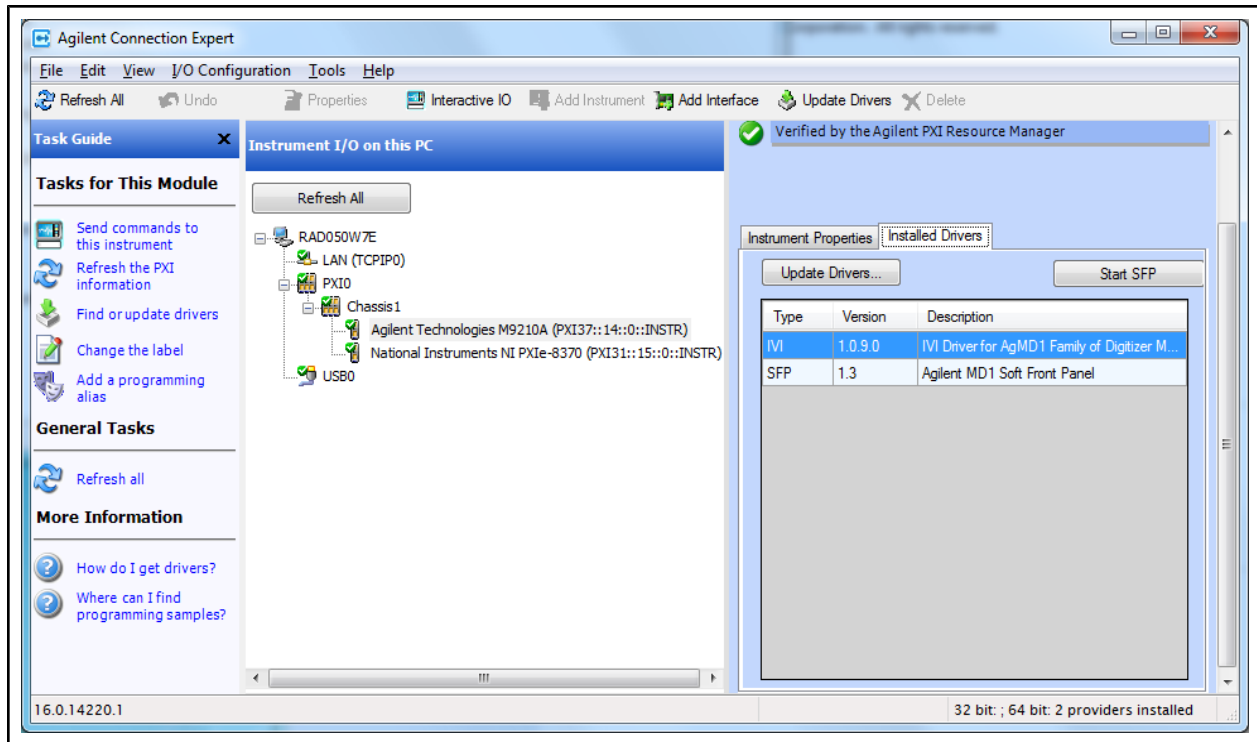 Agilent Connection Expert
File Edit View I/O Configuration Tools Help
Refresh All Undo Properties Interactive IO Add Instrument Add Interface Update Drivers Delete
Task Guide
Tasks for This Module
Send commands to
this instrument
Refresh the PXI
information
Find or update drivers
Change the label
Add a programming
alias
General Tasks
Refresh all
More Information
How do I get drivers?
Where can I find
programming samples?
Instrument I/O on this PC
Refresh All
RAD050W7E
LAN (TCPIP0)
PXI0
Chassis1
Agilent Technologies M9210A (PXI37::14::0::INSTR)
National Instruments NI PXIe-8370 (PXI31::15::0::INSTR)
USB0
Verified by the Agilent PXI Resource Manager
Instrument Properties Installed Drivers
Update Drivers... Start SFP
Type Version Description
IVI 1.0.9.0 IVI Driver for AgMD1 Family of Digitizer M...
SFP 1.3 Agilent MD1 Soft Front Panel
16.0.14220.1 32 bit: ; 64 bit: 2 providers installed